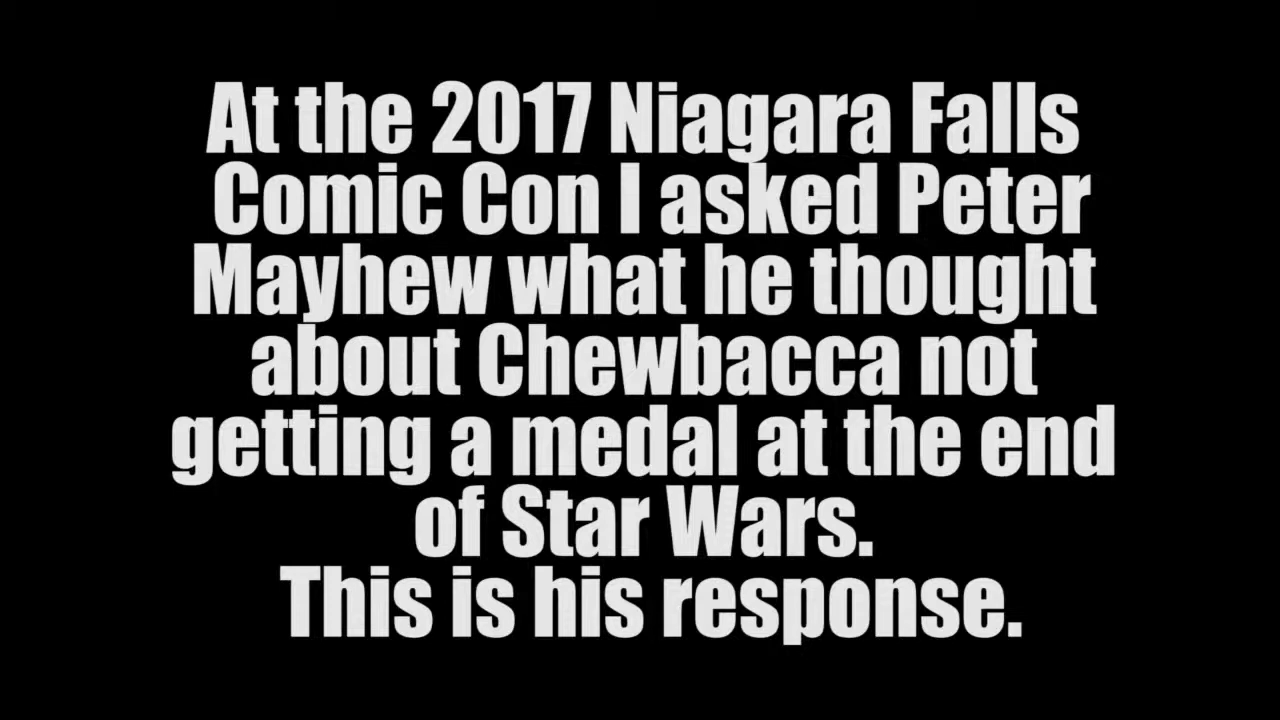 At the 2017 Niagara Falls
Comic Con I asked Peter
Mayhew what he thought
about Chewbacca not
getting a medal at the end
of Star Wars.
This is his response.